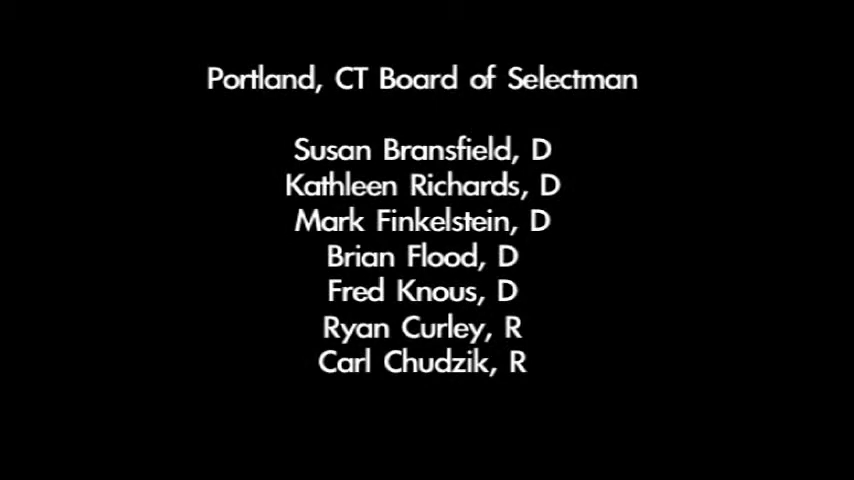 Portland, CT Board of Selectman
Susan Bransfield, D
Kathleen Richards, D
Mark Finkelstein, D
Brian Flood, D
Fred Knous, D
Ryan Curley, R
Carl Chudzik, R